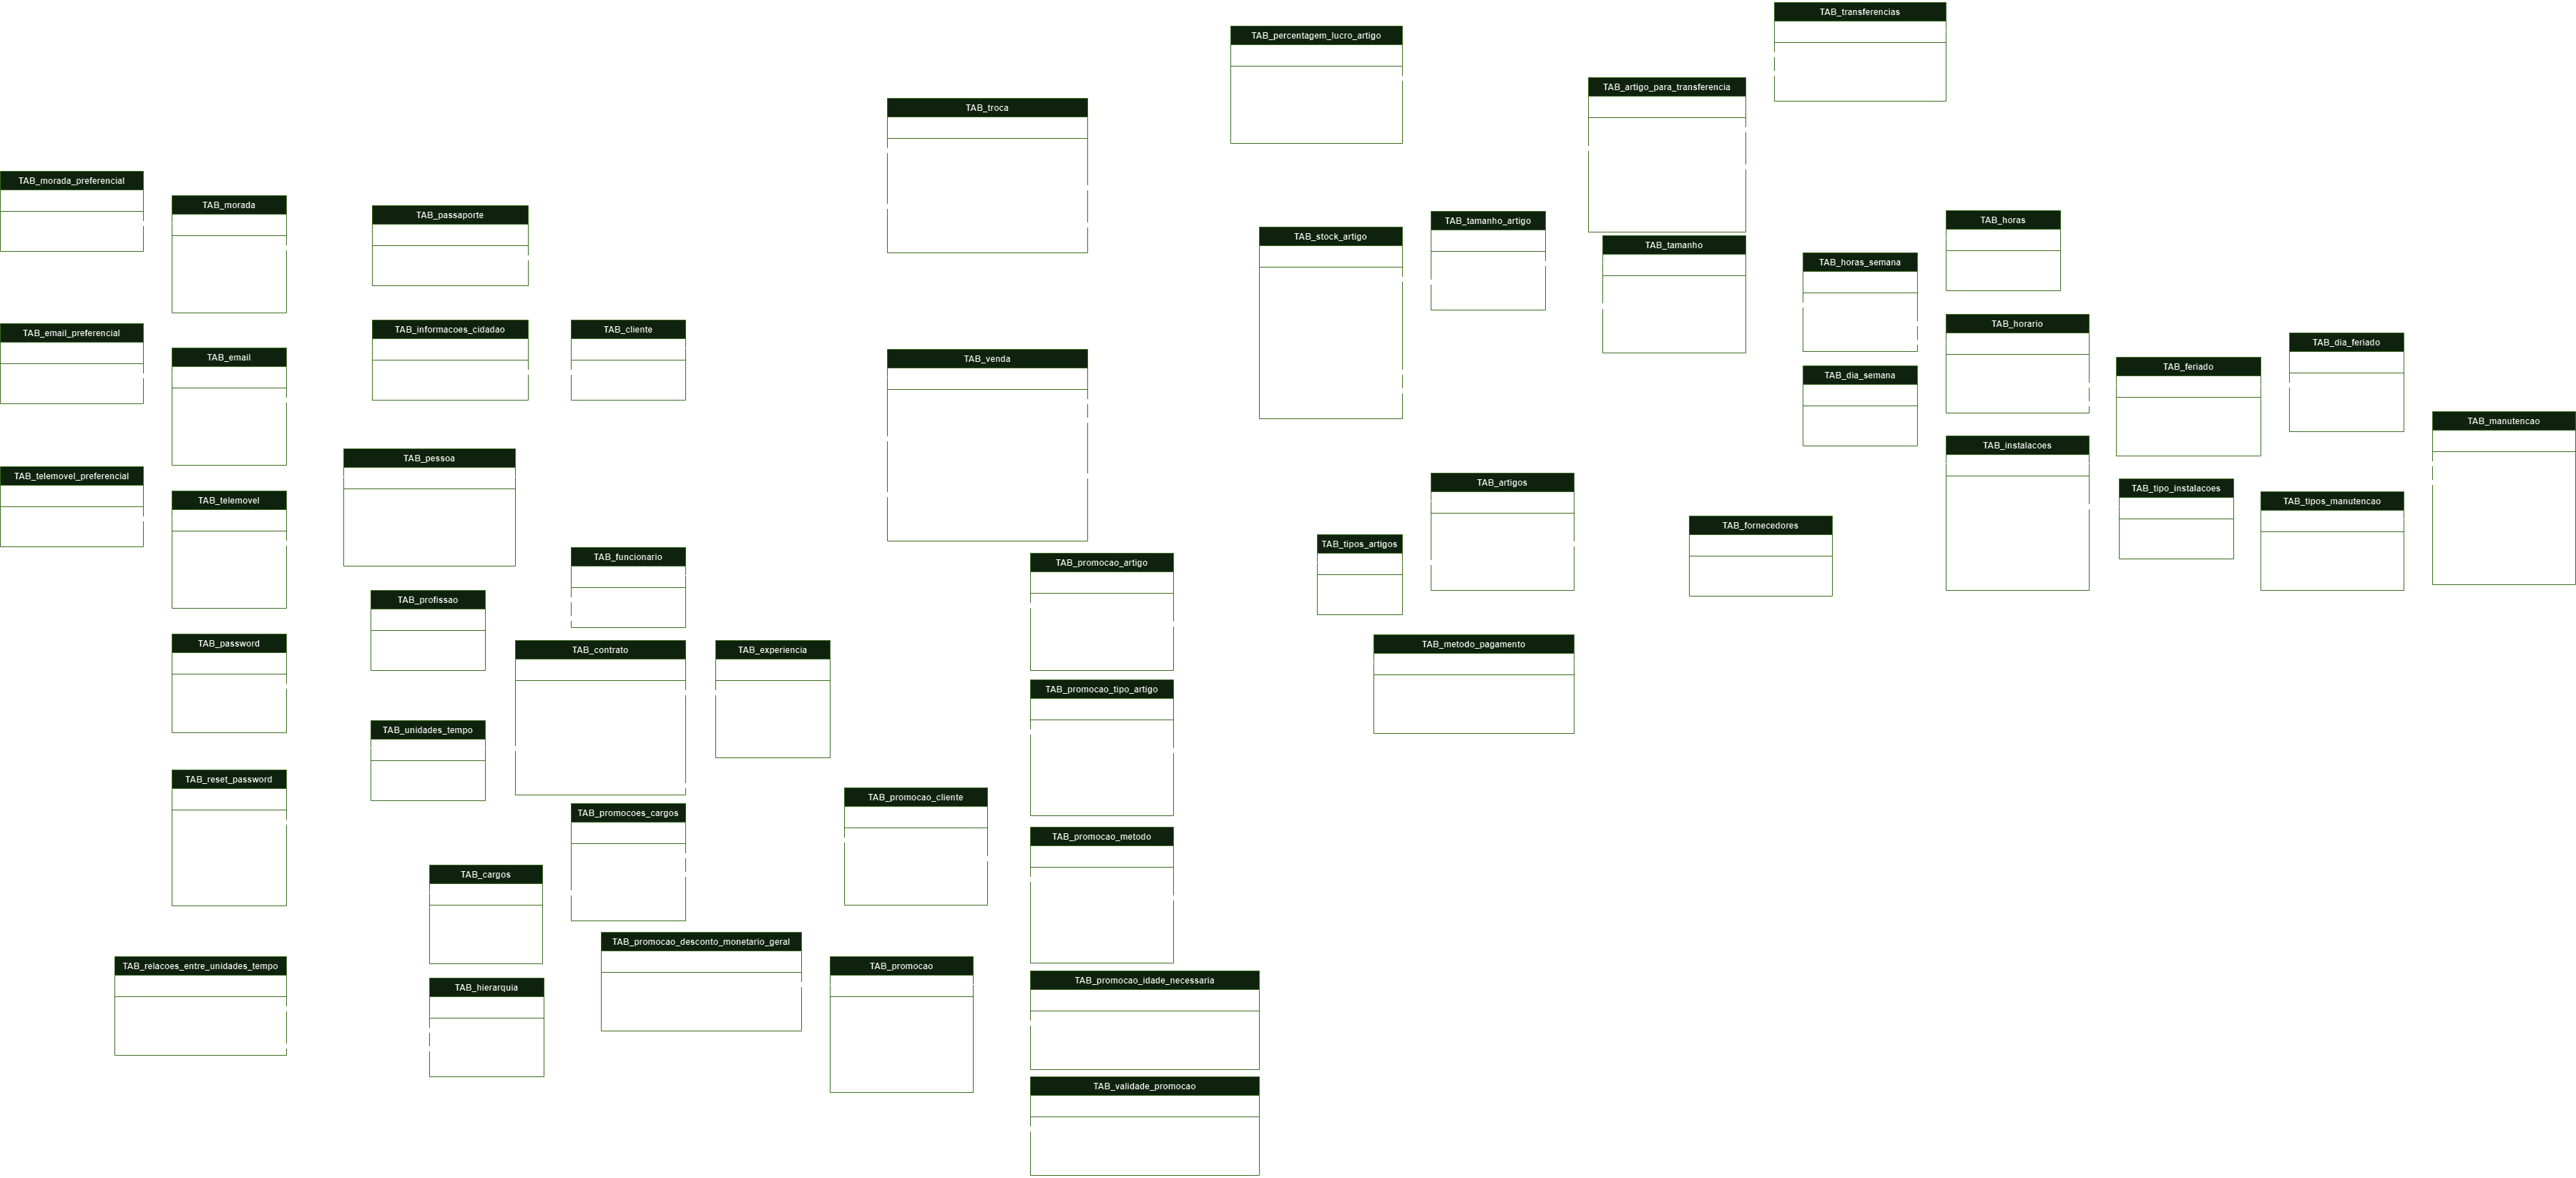 TAB_transferencias
TAB_percentagem_lucro_artigo
TAB_artigo_para_transferencia
TAB_troca
TAB_morada_preferencial
TAB_morada
TAB_passaporte
TAB_tamanho_artigo
TAB_horas
TAB_stock_artigo
TAB_tamanho
TAB_horas_semana
TAB_horario
TAB_informacoes_cidadao
TAB_cliente
TAB_email_preferencial
TAB_dia_feriado
TAB_email
TAB_venda
TAB_feriado
TAB_dia_semana
TAB_manutencao
TAB_instalacoes
TAB_pessoa
TAB_telemovel_preferencial
TAB_artigos
TAB_tipo_instalacoes
TAB_telemovel
TAB_tipos_manutencao
TAB_fornecedores
TAB_tipos_artigos
TAB_funcionario
TAB_promocao_artigo
TAB_profissao
TAB_password
TAB_metodo_pagamento
TAB_contrato
TAB_experiencia
TAB_promocao_tipo_artigo
TAB_unidades_tempo
TAB_reset_password
TAB_promocao_cliente
TAB_promocoes_cargos
TAB_promocao_metodo
TAB_cargos
TAB_promocao_desconto_monetario_geral
TAB_relacoes_entre_unidades_tempo
TAB_promocao
TAB_promocao_idade_necessaria
TAB_hierarquia
TAB_validade_promocao